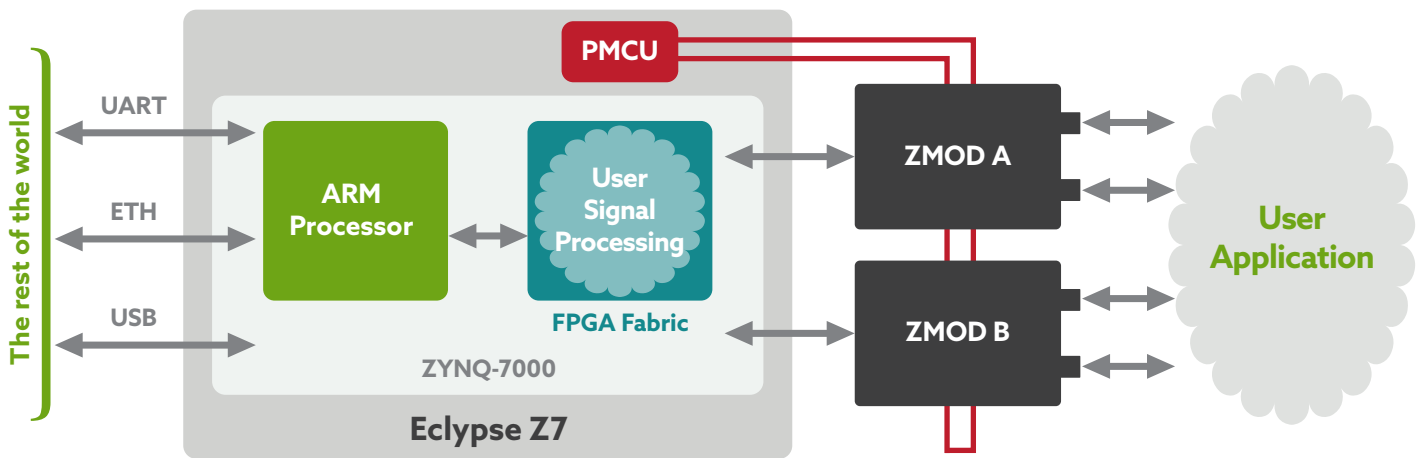 The rest of the world
UART
ETH
USB
PMCU
ARM
Processor
User
Signal
Processing
FPGA Fabric
ZYNQ-7000
Eclypse Z7
ZMOD A
ZMOD B
User
Application